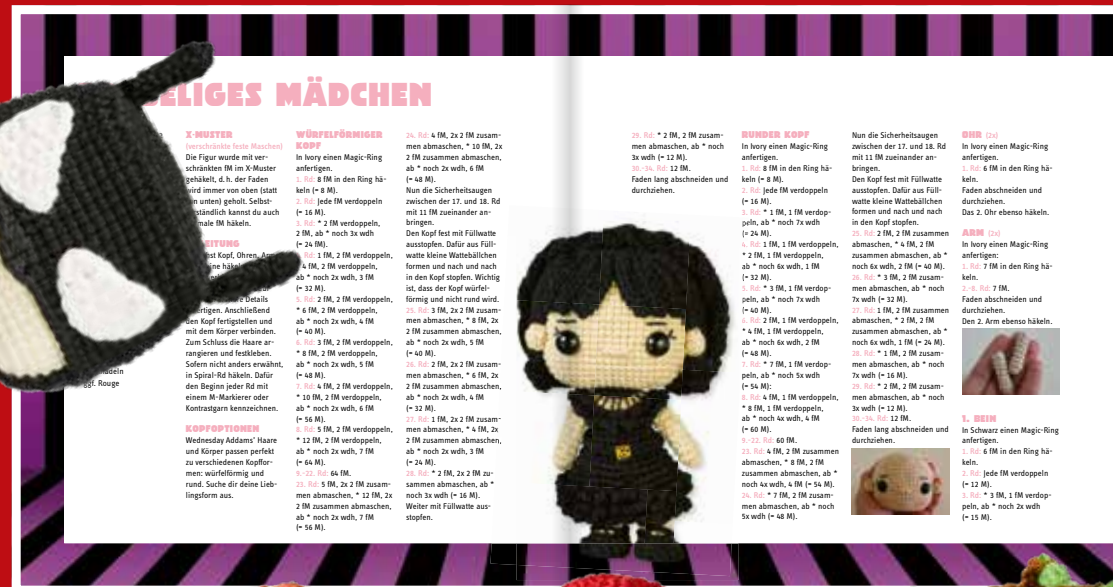 ELIGES MÄDCHEN
X-MUSTER
(verschränkte feste Maschen)
Die Figur wurde mit ver-
schränkten fM im X-Muster
gehäkelt, d. h. der Faden
wird immer von oben (statt
unten) geholt. Selbst-
verständlich kannst du auch
fM häkeln.
Kopf, Ohren,
Details
Anschließend
den Kopf fertigstellen und
mit dem Körper verbinden.
Zum Schluss die Haare ar-
rangieren und festkleben.
Sofern nicht anders erwähnt,
in Spiral-Rd häkeln. Dafür
den Beginn jeder Rd mit
einem M-Markierer oder
Kontrastgarn kennzeichnen.
ggf. Rouge
KOPFOPTIONEN
Wednesday Addams' Haare
und Körper passen perfekt
zu verschiedenen Kopffor-
men: würfelförmig und
rund. Suche dir deine Lieb-
lingsform aus.
WÜRFELFÖRMIGER
KOPF
In Ivory einen Magic-Ring
anfertigen.
1. Rd: 8 fM in den Ring hä-
keln (= 8 M).
2. Rd: Jede fM verdoppeln
(= 16 M).
3. Rd: * 2 fM verdoppeln,
2 fM, ab * noch 3x wdh
(= 24 fM).
Rd: 1 fM, 2 fM verdoppeln,
4 fM, 2 fM verdoppeln,
ab * noch 2x wdh, 3 fM
(= 32 M).
5. Rd: 2 fM, 2 fM verdoppeln,
* 6 fM, 2 fM verdoppeln,
ab * noch 2x wdh, 4 fM
(= 40 M).
6. Rd: 3 fM, 2 fM verdoppeln,
* 8 fM, 2 fM verdoppeln,
ab * noch 2x wdh, 5 fM
(= 48 M).
7. Rd: 4 fM, 2 fM verdoppeln,
* 10 fM, 2 fM verdoppeln,
ab * noch 2x wdh, 6 fM
(= 56 M).
8. Rd: 5 fM, 2 fM verdoppeln,
* 12 fM, 2 fM verdoppeln,
ab * noch 2x wdh, 7 fM
(= 64 M).
9.-22. Rd: 64 fM.
23. Rd: 5 fM, 2x 2 fM zusam-
men abmaschen, * 12 fM, 2x
2 fM zusammen abmaschen,
ab * noch 2x wdh, 7 fM
(= 56 M).
24. Rd: 4 fM, 2x 2 fM zusam-
men abmaschen, * 10 fM, 2x
2 fM zusammen abmaschen,
ab * noch 2x wdh, 6 fM
(= 48 M).
Nun die Sicherheitsaugen
zwischen der 17. und 18. Rd
mit 11 fM zueinander an-
bringen.
Den Kopf fest mit Füllwatte
ausstopfen. Dafür aus Füll-
watte kleine Wattebällchen
formen und nach und nach
in den Kopf stopfen. Wichtig
ist, dass der Kopf würfel-
förmig und nicht rund wird.
25. Rd: 3 fM, 2x 2 fM zusam-
men abmaschen, * 8 fM, 2x
2 fM zusammen abmaschen,
ab * noch 2x wdh, 5 fM
(= 40 M).
26. Rd: 2 fM, 2x 2 fM zusam-
men abmaschen, * 6 fM, 2x
2 fM zusammen abmaschen,
ab * noch 2x wdh, 4 fM
(= 32 M).
27. Rd: 1 fM, 2x 2 fM zusam-
men abmaschen, * 4 fM, 2x
2 fM zusammen abmaschen,
ab * noch 2x wdh, 3 fM
(= 24 M).
28. Rd: * 2 fM, 2x 2 fM zu-
sammen abmaschen, ab *
noch 3x wdh (= 16 M).
Weiter mit Füllwatte aus-
stopfen.
29. Rd: * 2 fM, 2 fM zusam-
men abmaschen, ab * noch
3x wdh (= 12 M).
30.-34. Rd: 12 fM.
Faden lang abschneiden und
durchziehen.
RUNDER KOPF
In Ivory einen Magic-Ring
anfertigen.
1. Rd: 8 fM in den Ring hä-
keln (= 8 M).
2. Rd: Jede fM verdoppeln
(= 16 M).
3. Rd: * 1 fM, 1 fM verdop-
peln, ab * noch 7x wdh
(= 24 M).
4. Rd: 1 fM, 1 fM verdoppeln,
* 2 fM, 1 fM verdoppeln,
ab * noch 6x wdh, 1 fM
(= 32 M).
5. Rd: * 3 fM, 1 fM verdop-
peln, ab * noch 7x wdh
(= 40 M).
6. Rd: 2 fM, 1 fM verdoppeln,
* 4 fM, 1 fM verdoppeln,
ab * noch 6x wdh, 2 fM
(= 48 M).
7. Rd: * 7 fM, 1 fM verdop-
peln, ab * noch 5x wdh
(= 54 M):
8. Rd: 4 fM, 1 fM verdoppeln,
* 8 fM, 1 fM verdoppeln,
ab * noch 4x wdh, 4 fM
(= 60 M).
9.-22. Rd: 60 fM.
23. Rd: 4 fM, 2 fM zusammen
abmaschen, * 8 fM, 2 fM
zusammen abmaschen, ab *
noch 4x wdh, 4 fM (= 54 M).
24. Rd: * 7 fM, 2 fM zusam-
men abmaschen, ab * noch
5x wdh (= 48 M).
Nun die Sicherheitsaugen
zwischen der 17. und 18. Rd
mit 11 fM zueinander an-
bringen.
Den Kopf fest mit Füllwatte
ausstopfen. Dafür aus Füll-
watte kleine Wattebällchen
formen und nach und nach
in den Kopf stopfen.
25. Rd: 2 fM, 2 fM zusammen
abmaschen, * 4 fM, 2 fM
zusammen abmaschen, ab *
noch 6x wdh, 2 fM (= 40 M).
26. Rd: * 3 fM, 2 fM zusam-
men abmaschen, ab * noch
7x wdh (= 32 M).
27. Rd: 1 fM, 2 fM zusammen
abmaschen, * 2 fM, 2 fM
zusammen abmaschen, ab *
noch 6x wdh, 1 fM (= 24 M).
28. Rd: * 1 fM, 2 fM zusam-
men abmaschen, ab * noch
7x wdh (= 16 M).
29. Rd: * 2 fM, 2 fM zusam-
men abmaschen, ab * noch
3x wdh (= 12 M).
30.-34. Rd: 12 fM.
Faden lang abschneiden und
durchziehen.
OHR (2x)
In Ivory einen Magic-Ring
anfertigen.
1. Rd: 6 fM in den Ring hä-
keln.
Faden abschneiden und
durchziehen.
Das 2. Ohr ebenso häkeln.
ARM (2x)
In Ivory einen Magic-Ring
anfertigen:
1. Rd: 7 fM in den Ring hä-
keln.
2.-8. Rd: 7 fM.
Faden abschneiden und
durchziehen.
Den 2. Arm ebenso häkeln.
1. BEIN
In Schwarz einen Magic-Ring
anfertigen.
1. Rd: 6 fM in den Ring hä-
keln.
2. Rd: Jede fM verdoppeln
(= 12 M).
3. Rd: * 3 fM, 1 fM verdop-
peln, ab * noch 2x wdh
(= 15 M).